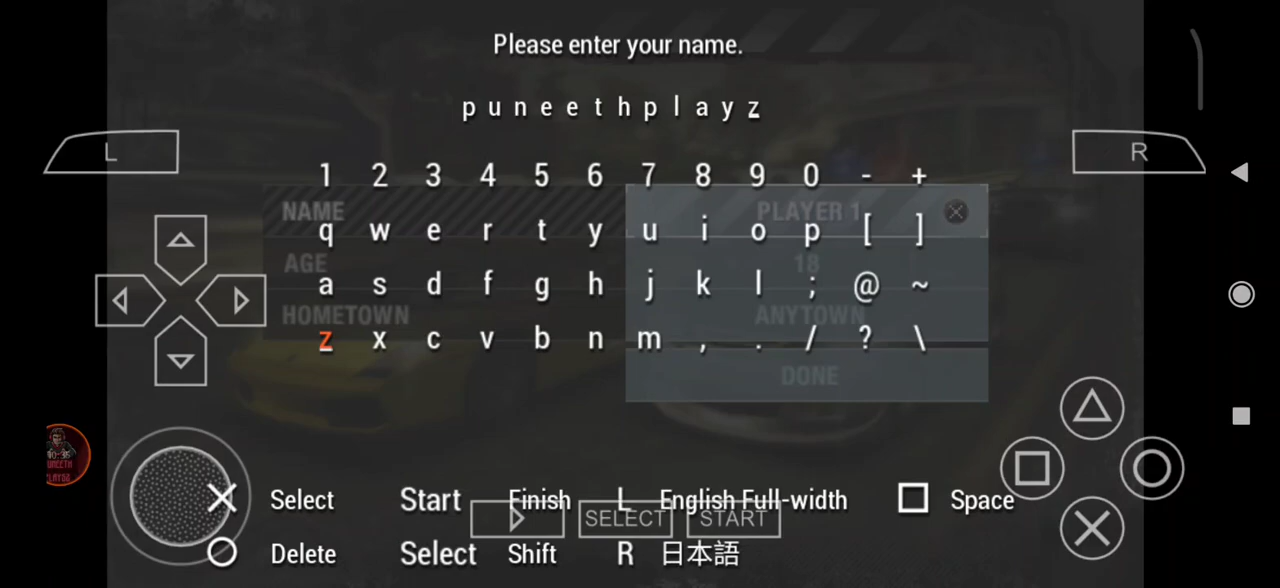 Please enter your name.
puneethplayz
L
R
1 2 3 4 5 6 7 8 9 0 - +
NAME
PLAYER 1
q w e r t y u i o p [ ]
AGE
18
a s d f g h j k l ; @ ~
HOMETOWN
ANYTOWN
z x c v b n m , . / ? \
DONE
Select Start Finish L English Full-width Space
SELECT START
Delete Select Shift R 日本語